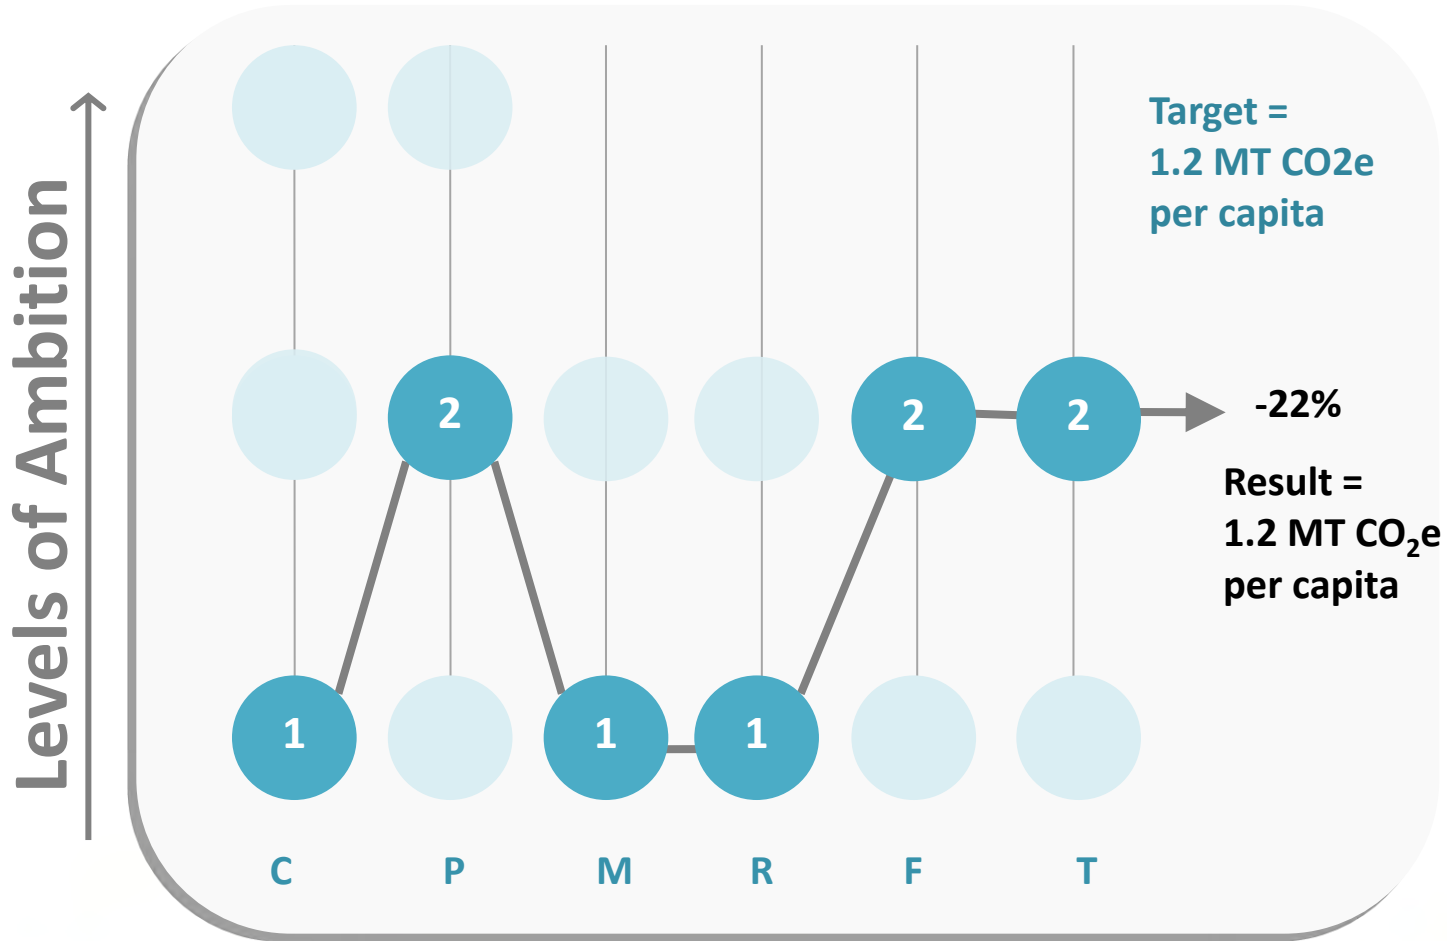 Levels of Ambition
Target =
1.2 MT CO2e
per capita
2
2
2
-22%
Result =
1.2 MT CO₂e
per capita
1
1
1
C
P
M
R
F
T